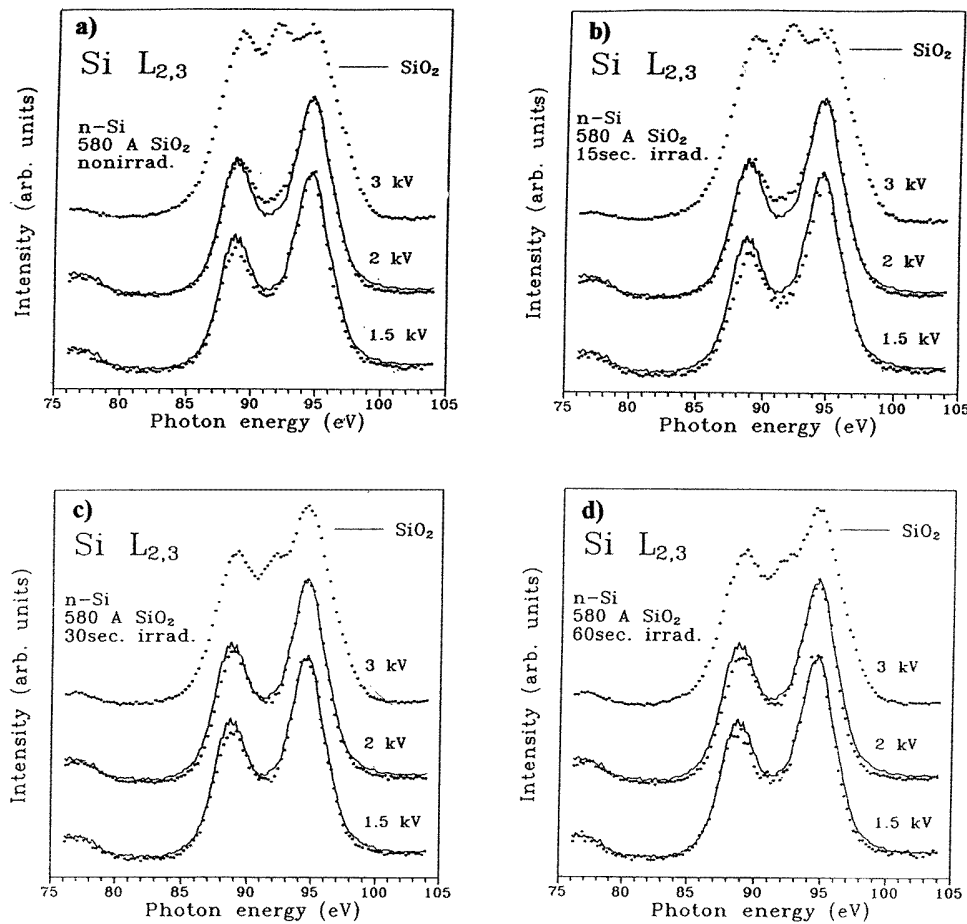 a)
Si L2,3
SiO2
n-Si
580 A SiO2
nonirrad.
3 kV
2 kV
1.5 kV
Intensity (arb. units)
75 80 85 90 95 100 105
Photon energy (eV)
b)
Si L2,3
SiO2
n-Si
580 A SiO2
15sec. irrad.
3 kV
2 kV
1.5 kV
Intensity (arb. units)
75 80 85 90 95 100 105
Photon energy (eV)
c)
Si L2,3
SiO2
n-Si
580 A SiO2
30sec. irrad.
3 kV
2 kV
1.5 kV
Intensity (arb. units)
75 80 85 90 95 100 105
Photon energy (eV)
d)
Si L2,3
SiO2
n-Si
580 A SiO2
60sec. irrad.
3 kV
2 kV
1.5 kV
Intensity (arb. units)
75 80 85 90 95 100 105
Photon energy (eV)